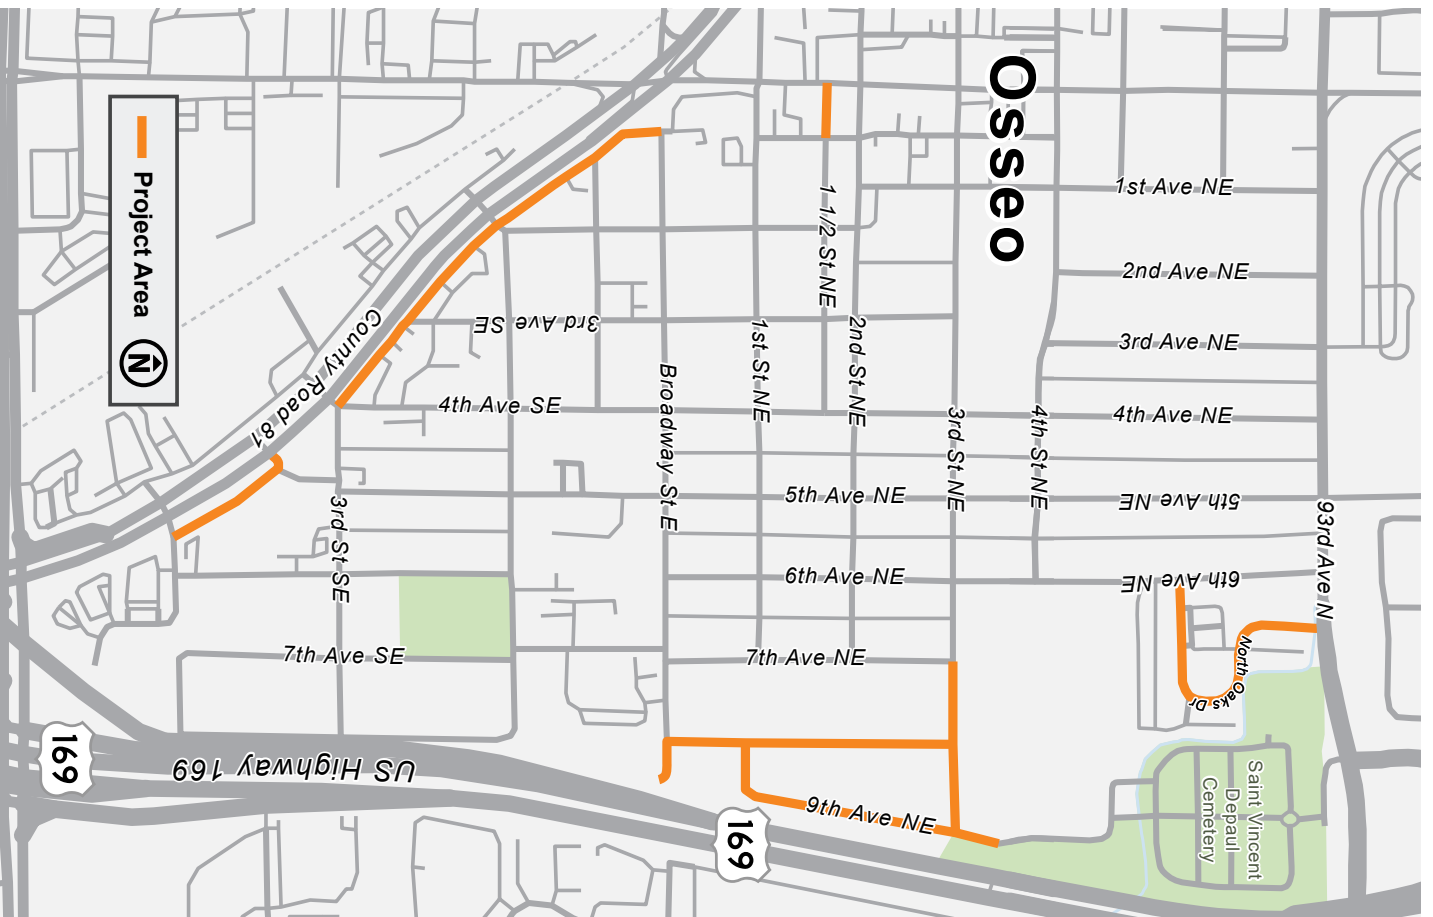 Osseo
Project Area
N
1st Ave NE
2nd Ave NE
3rd Ave NE
4th Ave NE
5th Ave NE
6th Ave NE
93rd Ave N
North Oaks Dr
1 1/2 St NE
1st St NE
2nd St NE
3rd St NE
4th St NE
Broadway St E
3rd Ave SE
4th Ave SE
County Road 81
3rd St SE
5th Ave NE
6th Ave NE
7th Ave NE
7th Ave SE
9th Ave NE
US Highway 169
169
169
Saint Vincent
Depaul
Cemetery